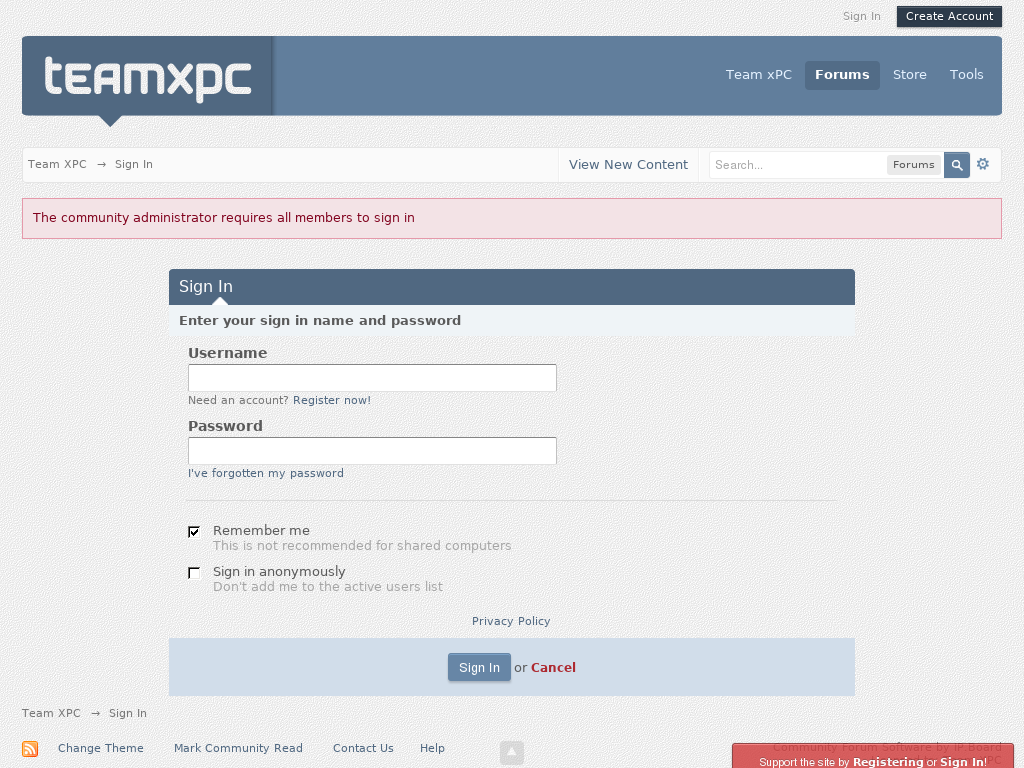 Sign In
Create Account
teamxpc
Team xPC
Forums
Store
Tools
Team XPC → Sign In
View New Content
Search...
Forums
The community administrator requires all members to sign in
Sign In
Enter your sign in name and password
Username
Need an account? Register now!
Password
I've forgotten my password
Remember me
This is not recommended for shared computers
Sign in anonymously
Don't add me to the active users list
Privacy Policy
Sign In or Cancel
Team XPC → Sign In
Change Theme
Mark Community Read
Contact Us
Help
Community Forum Software by IP.Board
Support the site by Registering or Sign In!